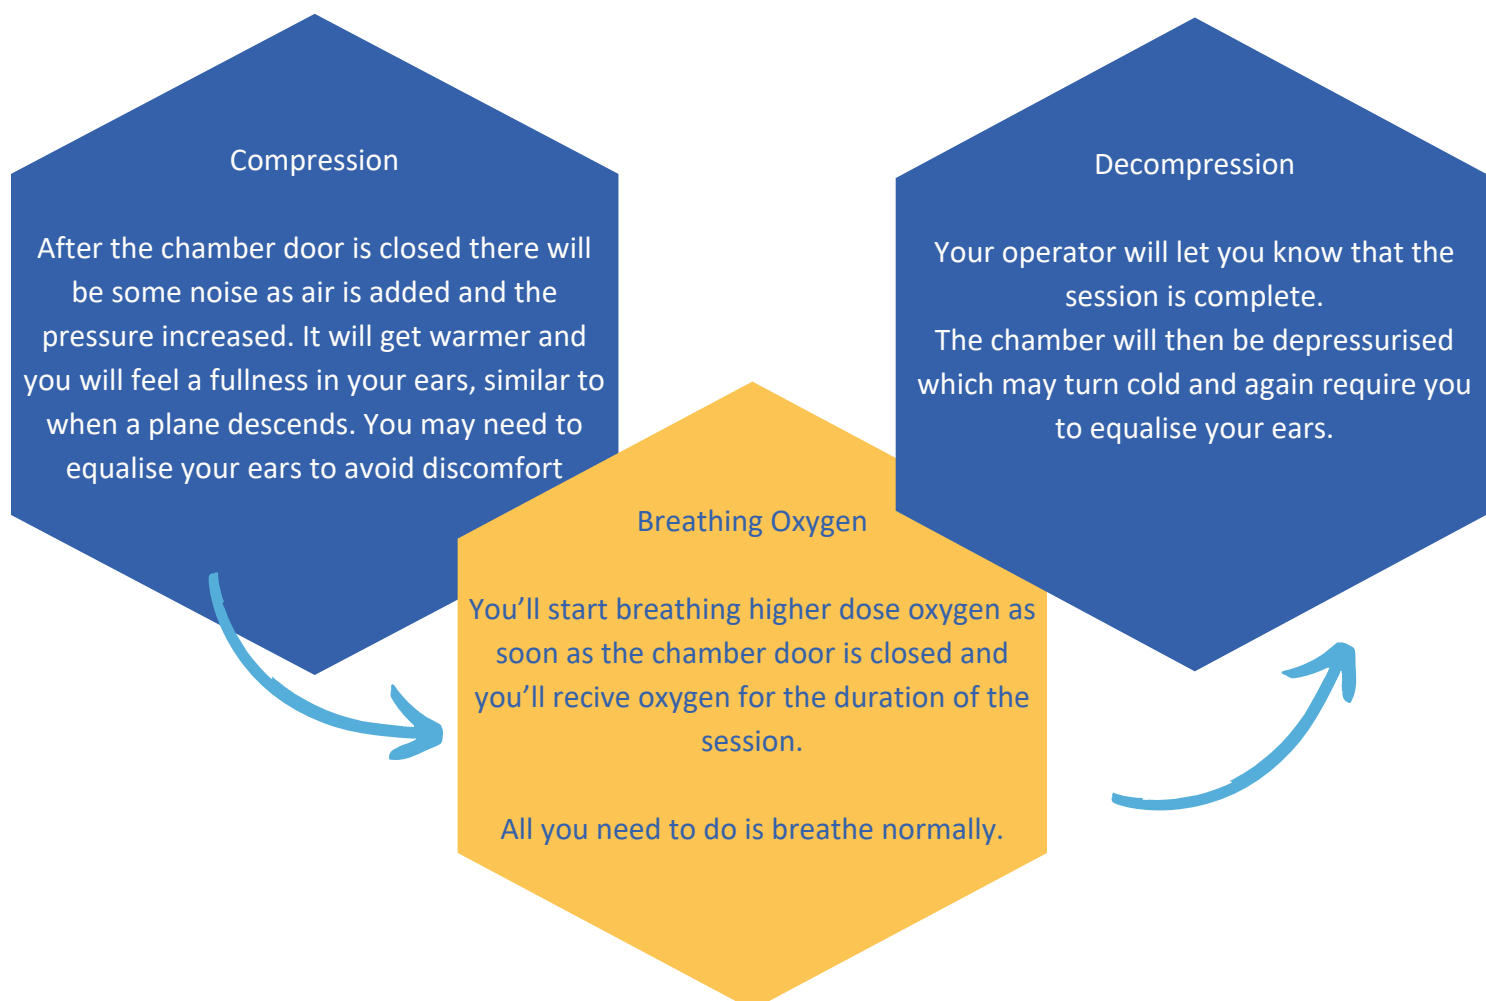 Compression
After the chamber door is closed there will
be some noise as air is added and the
pressure increased. It will get warmer and
you will feel a fullness in your ears, similar to
when a plane descends. You may need to
equalise your ears to avoid discomfort
Breathing Oxygen
You’ll start breathing higher dose oxygen as
soon as the chamber door is closed and
you’ll recive oxygen for the duration of the
session.
All you need to do is breathe normally.
Decompression
Your operator will let you know that the
session is complete.
The chamber will then be depressurised
which may turn cold and again require you
to equalise your ears.